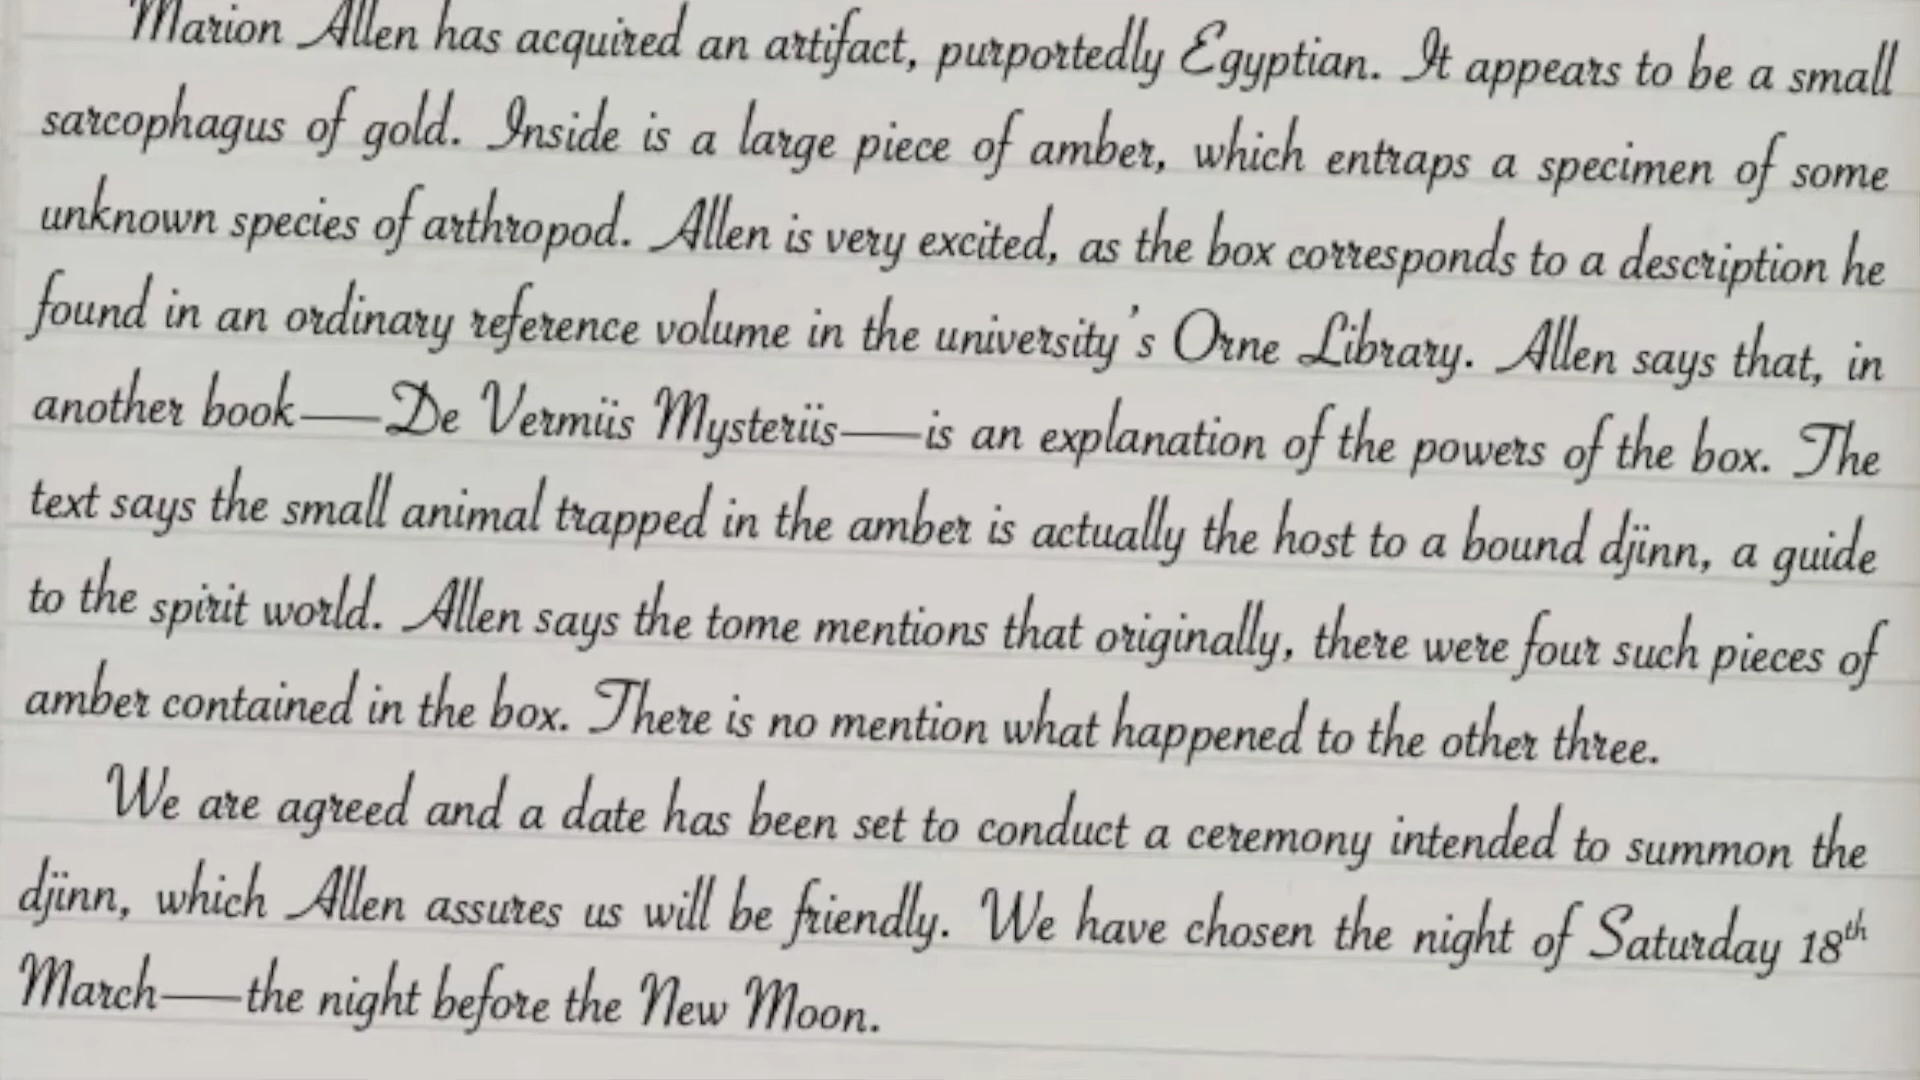 Marion Allen has acquired an artifact, purportedly Egyptian. It appears to be a small
sarcophagus of gold. Inside is a large piece of amber, which entraps a specimen of some
unknown species of arthropod. Allen is very excited, as the box corresponds to a description he
found in an ordinary reference volume in the university's Orne Library. Allen says that, in
another book—De Vermiis Mysteriis—is an explanation of the powers of the box. The
text says the small animal trapped in the amber is actually the host to a bound djinn, a guide
to the spirit world. Allen says the tome mentions that originally, there were four such pieces of
amber contained in the box. There is no mention what happened to the other three.
We are agreed and a date has been set to conduct a ceremony intended to summon the
djinn, which Allen assures us will be friendly. We have chosen the night of Saturday 18th
March—the night before the New Moon.